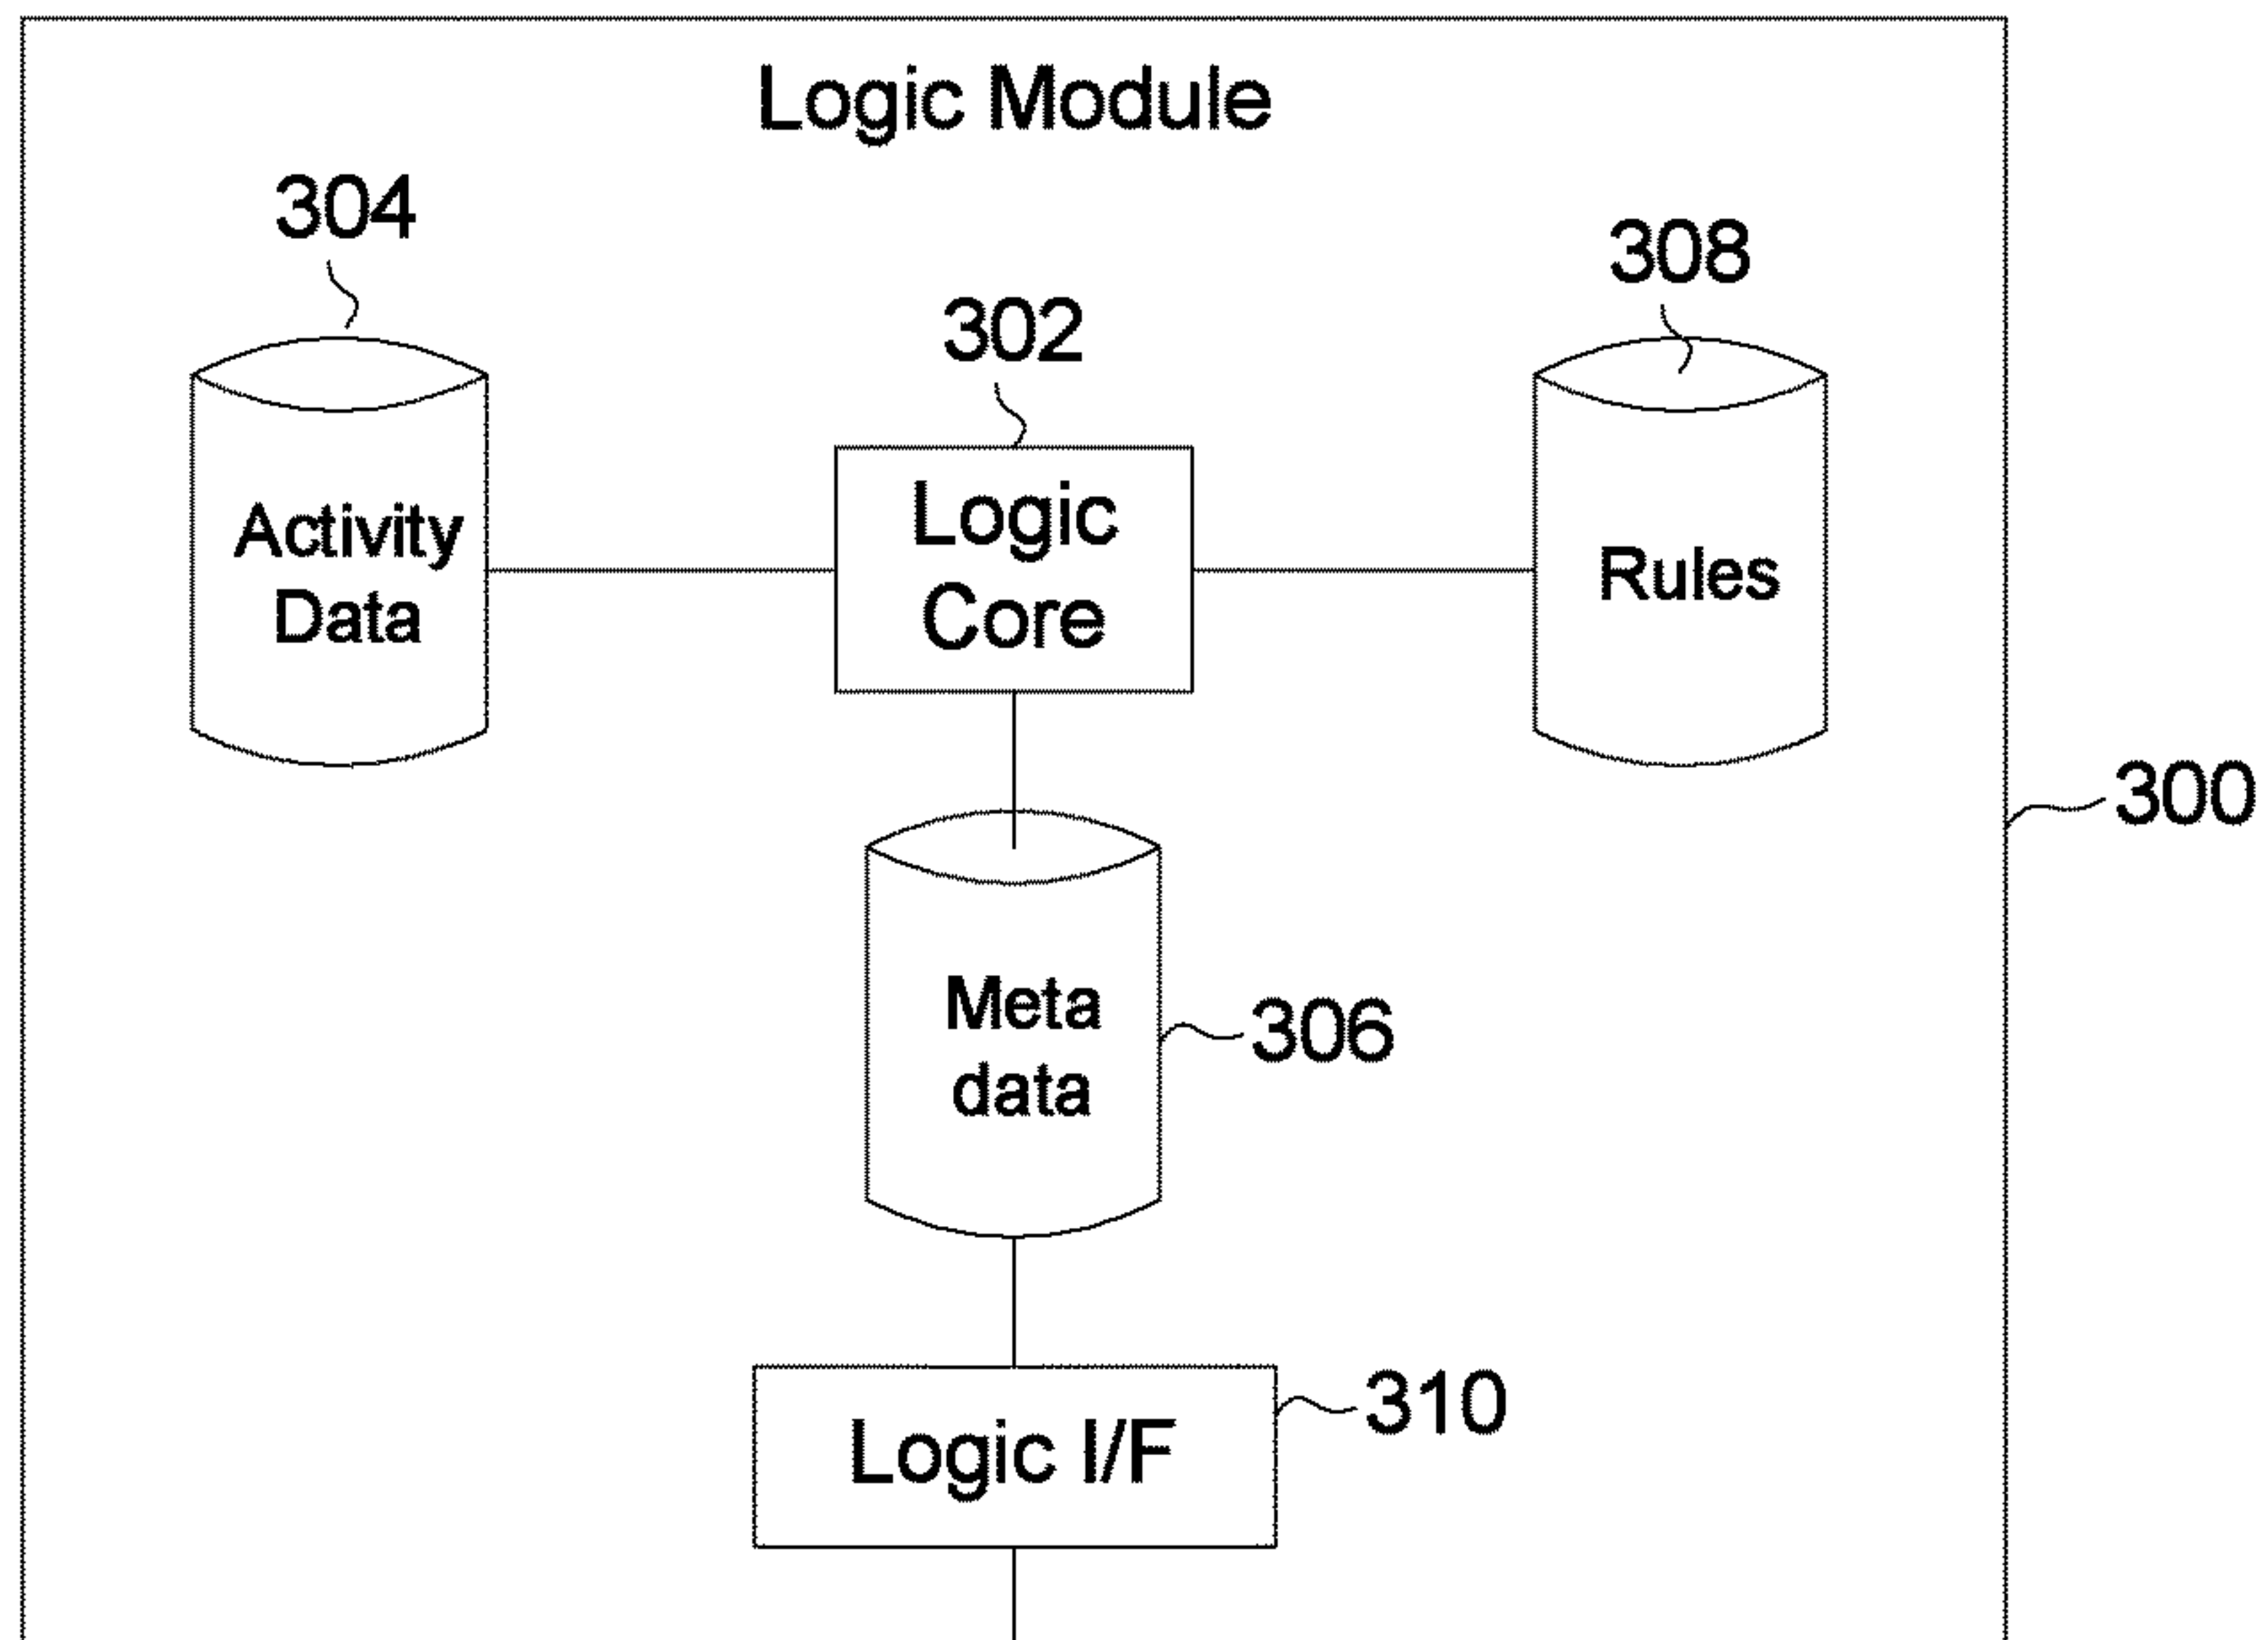 Logic Module
304
308
302
Activity
Data
Logic
Core
Rules
300
Meta
data
306
Logic I/F
310